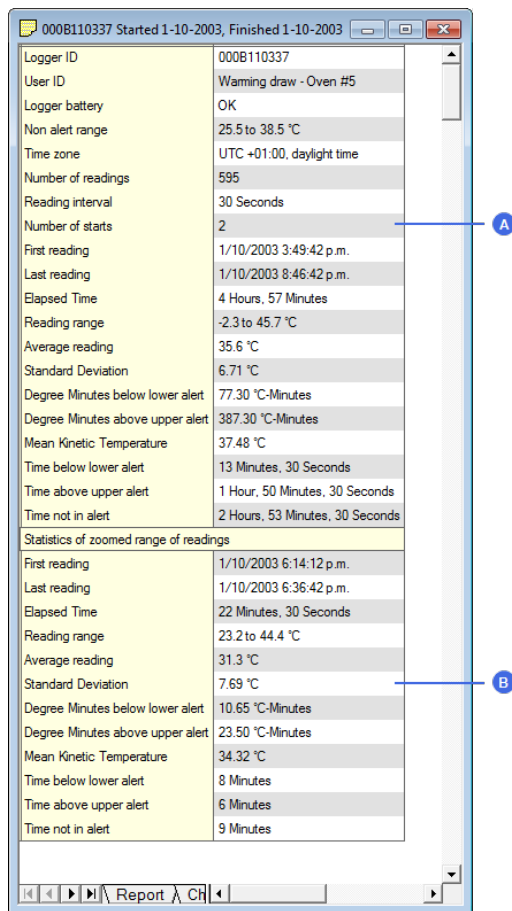 000B110337 Started 1-10-2003, Finished 1-10-2003
Logger ID 000B110337
User ID Warming draw - Oven #5
Logger battery OK
Non alert range 25.5 to 38.5 °C
Time zone UTC +01:00, daylight time
Number of readings 595
Reading interval 30 Seconds
Number of starts 2
A
First reading 1/10/2003 3:49:42 p.m.
Last reading 1/10/2003 8:46:42 p.m.
Elapsed Time 4 Hours, 57 Minutes
Reading range -2.3 to 45.7 °C
Average reading 35.6 °C
Standard Deviation 6.71 °C
Degree Minutes below lower alert 77.30 °C-Minutes
Degree Minutes above upper alert 387.30 °C-Minutes
Mean Kinetic Temperature 37.48 °C
Time below lower alert 13 Minutes, 30 Seconds
Time above upper alert 1 Hour, 50 Minutes, 30 Seconds
Time not in alert 2 Hours, 53 Minutes, 30 Seconds
Statistics of zoomed range of readings
First reading 1/10/2003 6:14:12 p.m.
Last reading 1/10/2003 6:36:42 p.m.
Elapsed Time 22 Minutes, 30 Seconds
Reading range 23.2 to 44.4 °C
Average reading 31.3 °C
Standard Deviation 7.69 °C
B
Degree Minutes below lower alert 10.65 °C-Minutes
Degree Minutes above upper alert 23.50 °C-Minutes
Mean Kinetic Temperature 34.32 °C
Time below lower alert 8 Minutes
Time above upper alert 6 Minutes
Time not in alert 9 Minutes
Report Ch